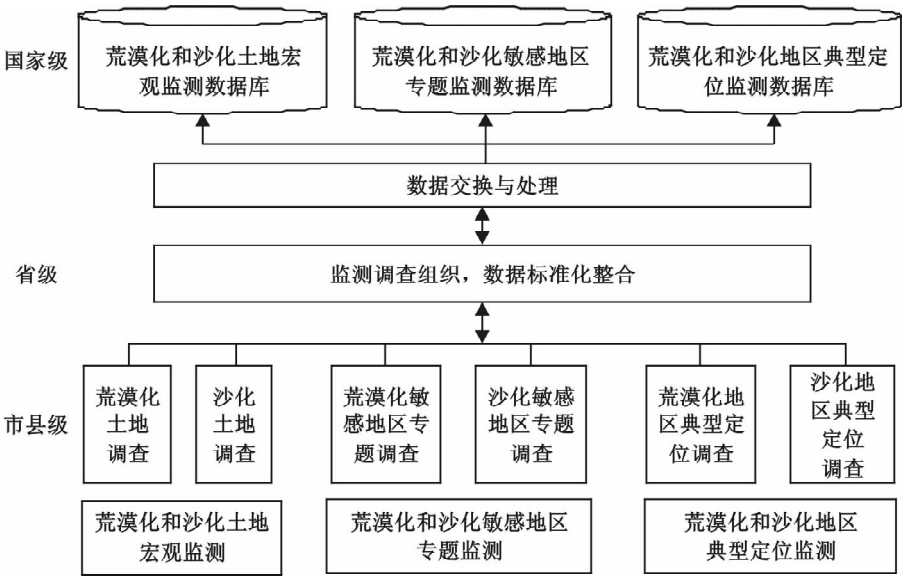 国家级
荒漠化和沙化土地宏
观监测数据库
荒漠化和沙化敏感地区
专题监测数据库
荒漠化和沙化地区典型定
位监测数据库
数据交换与处理
省级
监测调查组织，数据标准化整合
市县级
荒漠化
土地
调查
沙化
土地
调查
荒漠化敏
感地区专
题调查
沙化敏感
地区专题
调查
荒漠化地
区典型定
位调查
沙化地
区典型
定位
调查
荒漠化和沙化土地
宏观监测
荒漠化和沙化敏感地区
专题监测
荒漠化和沙化地区
典型定位监测